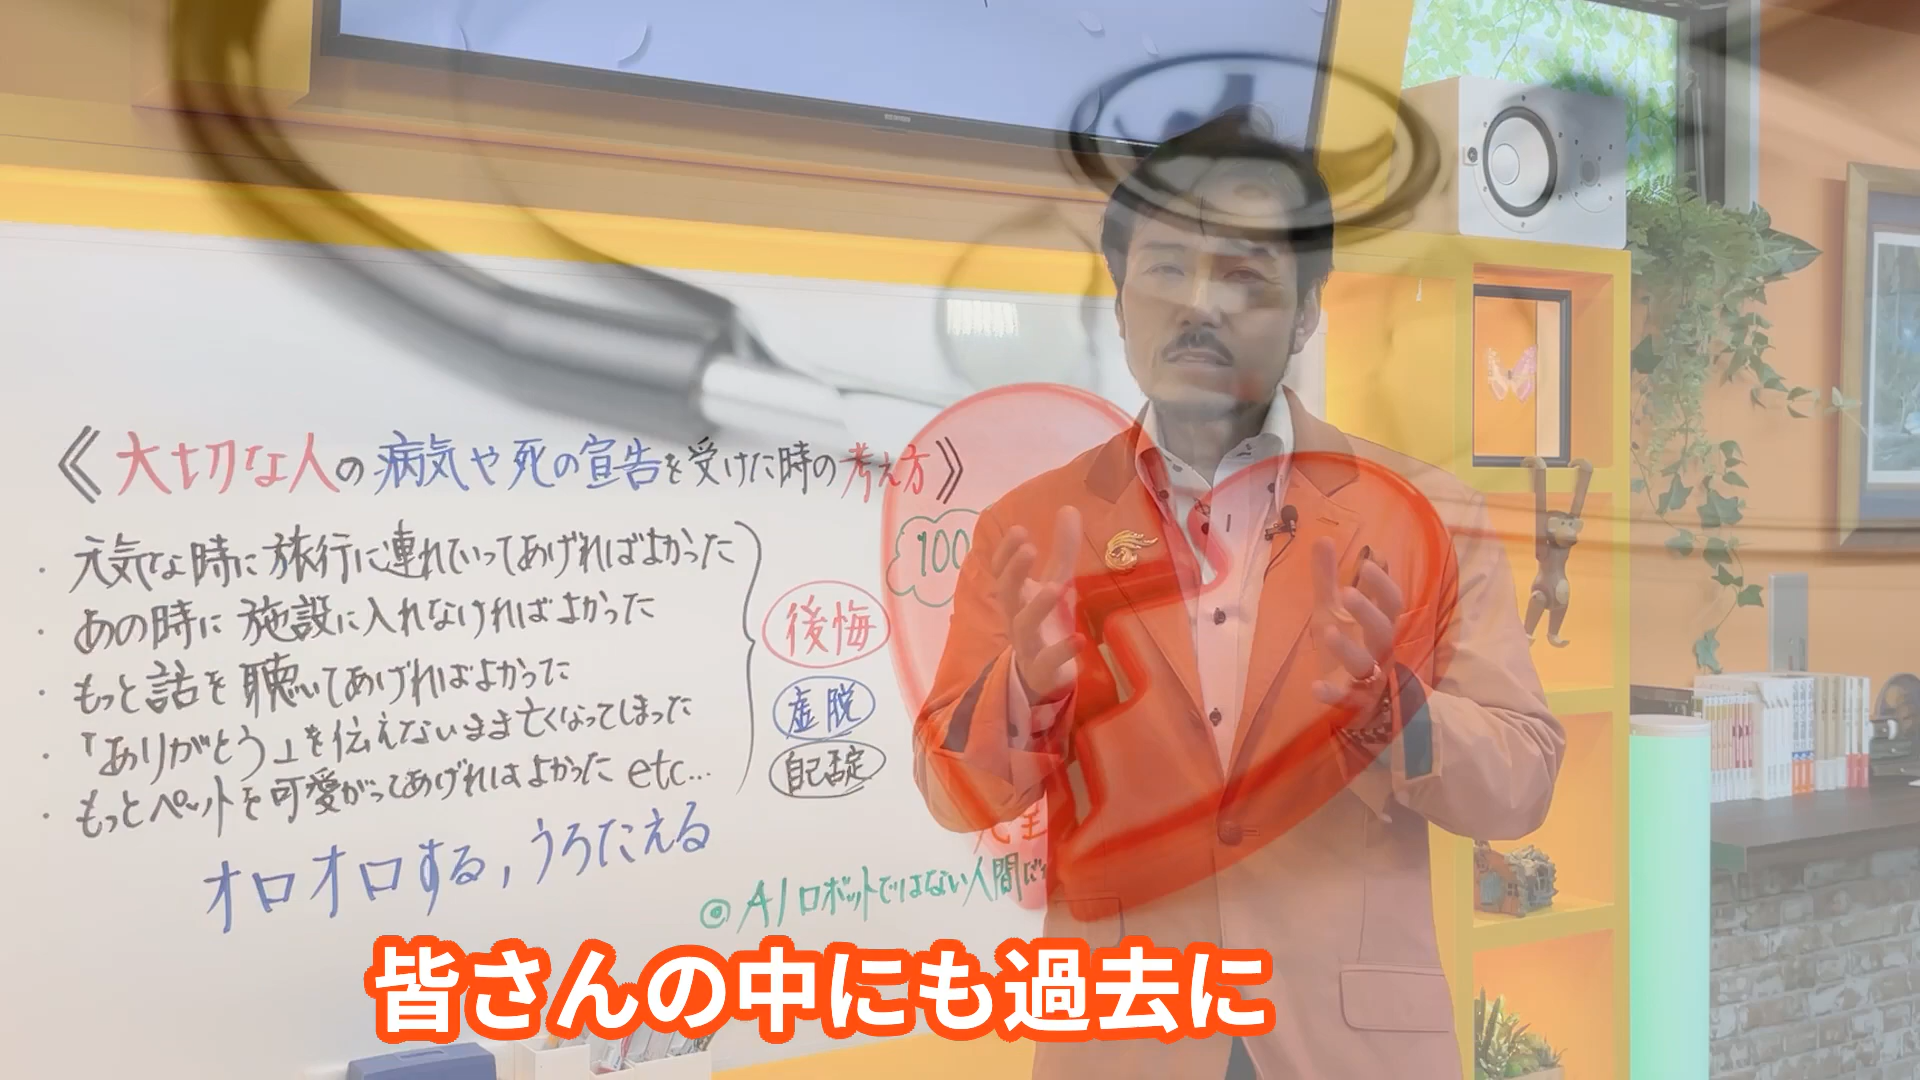 《大切な人の病気や死の宣告を受けた時の考え方》
・元気な時に旅行に連れていってあげればよかった
・あの時に施設に入れなければよかった
・もっと話を聴いてあげればよかった
・「ありがとう」を伝えないまま亡くなってしまった
・もっとペットを可愛がってあげればよかった etc...
後悔
虚脱
自己否定
100
オロオロする,うろたえる
◎AIロボットではない人間だ
皆さんの中にも過去に